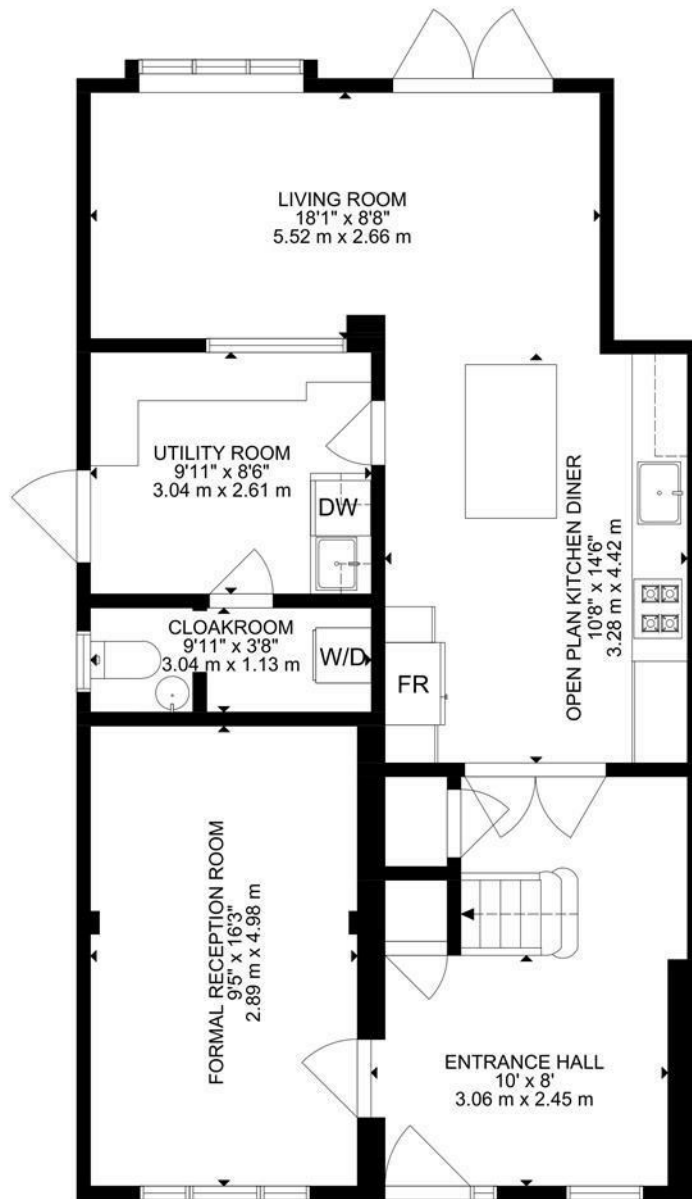 LIVING ROOM
18'1" x 8'8"
5.52 m x 2.66 m
UTILITY ROOM
9'11" x 8'6"
3.04 m x 2.61 m
DW
OPEN PLAN KITCHEN DINER
10'8" x 14'6"
3.28 m x 4.42 m
CLOAKROOM
9'11" x 3'8"
3.04 m x 1.13 m
W/D
FR
FORMAL RECEPTION ROOM
9'5" x 16'3"
2.89 m x 4.98 m
ENTRANCE HALL
10' x 8'
3.06 m x 2.45 m